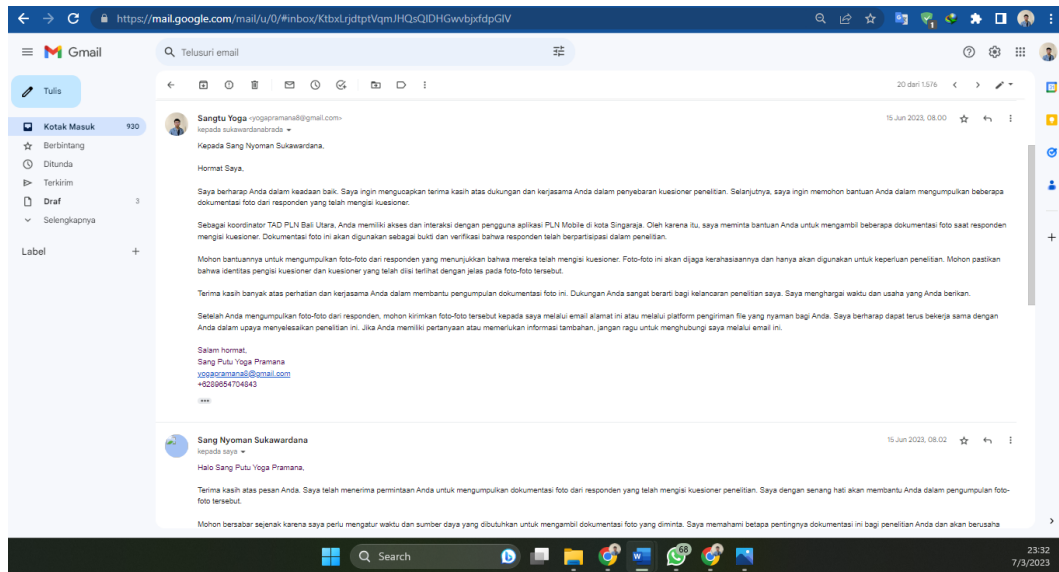 https://mail.google.com/mail/u/0/#inbox/KtbxLrjdtptVqmJHQsQIDHGwvbjxfdpGIV
Gmail
Telusuri email
Tulis
20 dari 1.576
Kotak Masuk 930
Berbintang
Ditunda
Terkirim
Draf 3
Selengkapnya
Label
Sangtu Yoga <yogapramana8@gmail.com>
15 Jun 2023, 08.00
kepada sukawardanabrada
Kepada Sang Nyoman Sukawardana,
Hormat Saya,
Saya berharap Anda dalam keadaan baik. Saya ingin mengucapkan terima kasih atas dukungan dan kerjasama Anda dalam penyebaran kuesioner penelitian. Selanjutnya, saya ingin memohon bantuan Anda dalam mengumpulkan beberapa
dokumentasi foto dari responden yang telah mengisi kuesioner.
Sebagai koordinator TAD PLN Bali Utara, Anda memiliki akses dan interaksi dengan pengguna aplikasi PLN Mobile di kota Singaraja. Oleh karena itu, saya meminta bantuan Anda untuk mengambil beberapa dokumentasi foto saat responden
mengisi kuesioner. Dokumentasi foto ini akan digunakan sebagai bukti dan verifikasi bahwa responden telah berpartisipasi dalam penelitian.
Mohon bantuannya untuk mengumpulkan foto-foto dari responden yang menunjukkan bahwa mereka telah mengisi kuesioner. Foto-foto ini akan dijaga kerahasiaannya dan hanya akan digunakan untuk keperluan penelitian. Mohon pastikan
bahwa identitas pengisi kuesioner dan kuesioner yang telah diisi terlihat dengan jelas pada foto-foto tersebut.
Terima kasih banyak atas perhatian dan kerjasama Anda dalam membantu pengumpulan dokumentasi foto ini. Dukungan Anda sangat berarti bagi kelancaran penelitian saya. Saya menghargai waktu dan usaha yang Anda berikan.
Setelah Anda mengumpulkan foto-foto dari responden, mohon kirimkan foto-foto tersebut kepada saya melalui email alamat ini atau melalui platform pengiriman file yang nyaman bagi Anda. Saya berharap dapat terus bekerja sama dengan
Anda dalam upaya menyelesaikan penelitian ini. Jika Anda memiliki pertanyaan atau memerlukan informasi tambahan, jangan ragu untuk menghubungi saya melalui email ini.
Salam hormat,
Sang Putu Yoga Pramana
yogapramana8@gmail.com
+6289654704843
Sang Nyoman Sukawardana
15 Jun 2023, 08.02
kepada saya
Halo Sang Putu Yoga Pramana,
Terima kasih atas pesan Anda. Saya telah menerima permintaan Anda untuk mengumpulkan dokumentasi foto dari responden yang telah mengisi kuesioner penelitian. Saya dengan senang hati akan membantu Anda dalam pengumpulan foto-
foto tersebut.
Mohon bersabar sejenak karena saya perlu mengatur waktu dan sumber daya yang dibutuhkan untuk mengambil dokumentasi foto yang diminta. Saya memahami betapa pentingnya dokumentasi ini bagi penelitian Anda dan akan berusaha
Search
68
23:32
7/3/2023